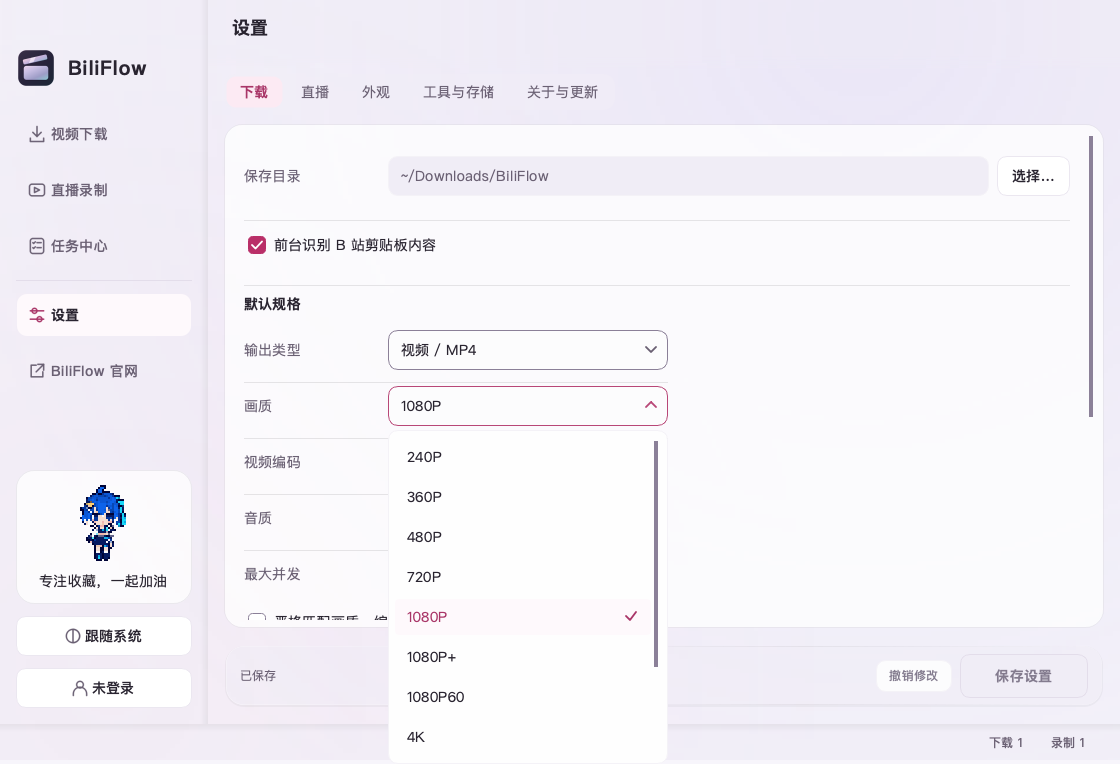 设置
BiliFlow
下载 直播 外观 工具与存储 关于与更新
视频下载
直播录制
任务中心
设置
BiliFlow 官网
专注收藏，一起加油
跟随系统
未登录
保存目录 ~/Downloads/BiliFlow 选择...
前台识别 B 站剪贴板内容
默认规格
输出类型 视频 / MP4
画质 1080P
视频编码
音质
最大并发
240P
360P
480P
720P
1080P
1080P+
1080P60
4K
已保存 撤销修改 保存设置
下载 1 录制 1